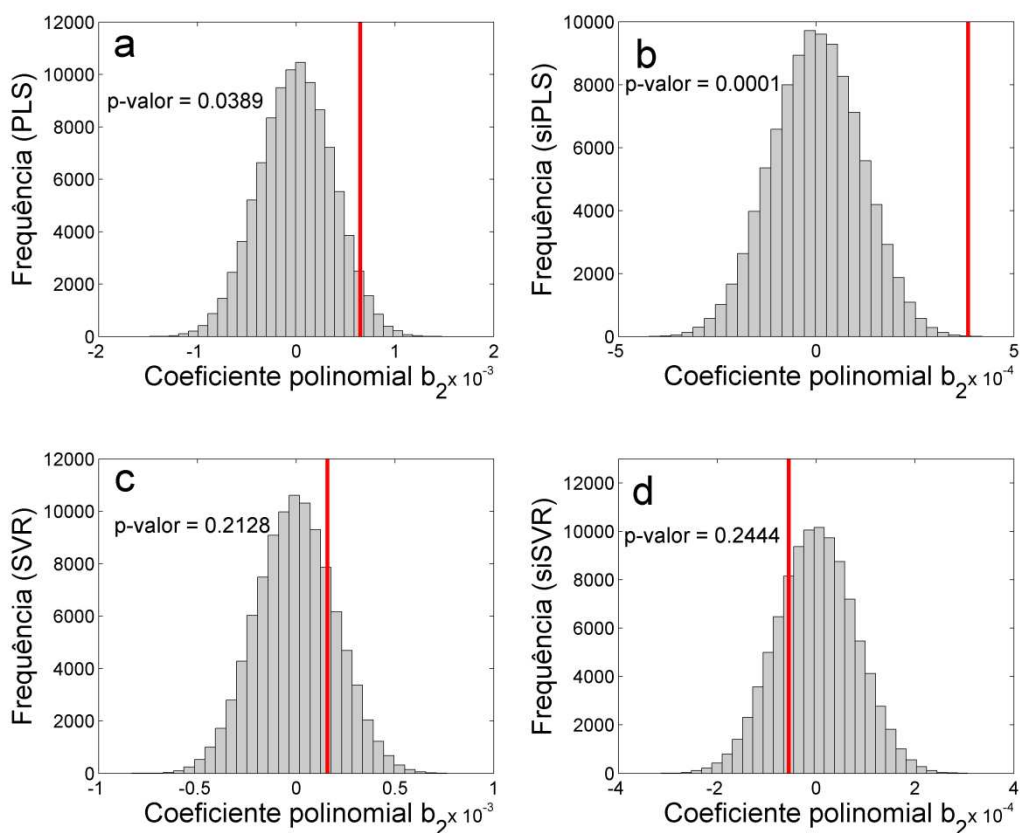 a
p-valor = 0.0389
Frequência (PLS)
12000
10000
8000
6000
4000
2000
0
-2
-1
0
1
2
Coeficiente polinomial b2 x 10-3
b
p-valor = 0.0001
Frequência (siPLS)
10000
8000
6000
4000
2000
0
-5
0
5
Coeficiente polinomial b2 x 10-4
c
p-valor = 0.2128
Frequência (SVR)
12000
10000
8000
6000
4000
2000
0
-1
-0.5
0
0.5
1
Coeficiente polinomial b2 x 10-3
d
p-valor = 0.2444
Frequência (siSVR)
12000
10000
8000
6000
4000
2000
0
-4
-2
0
2
4
Coeficiente polinomial b2 x 10-4